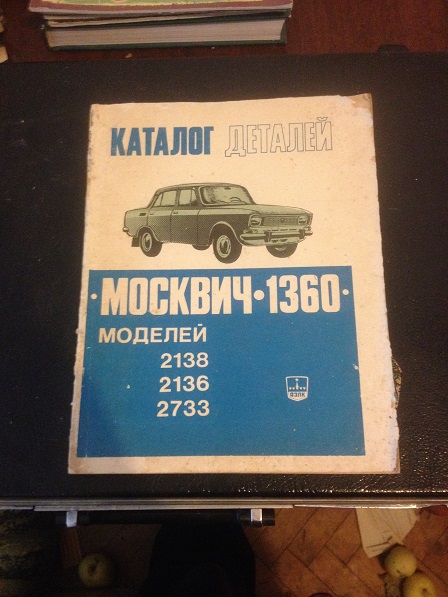 КАТАЛОГ ДЕТАЛЕЙ
·МОСКВИЧ·1360·
МОДЕЛЕЙ
2138
2136
2733
АЗЛК